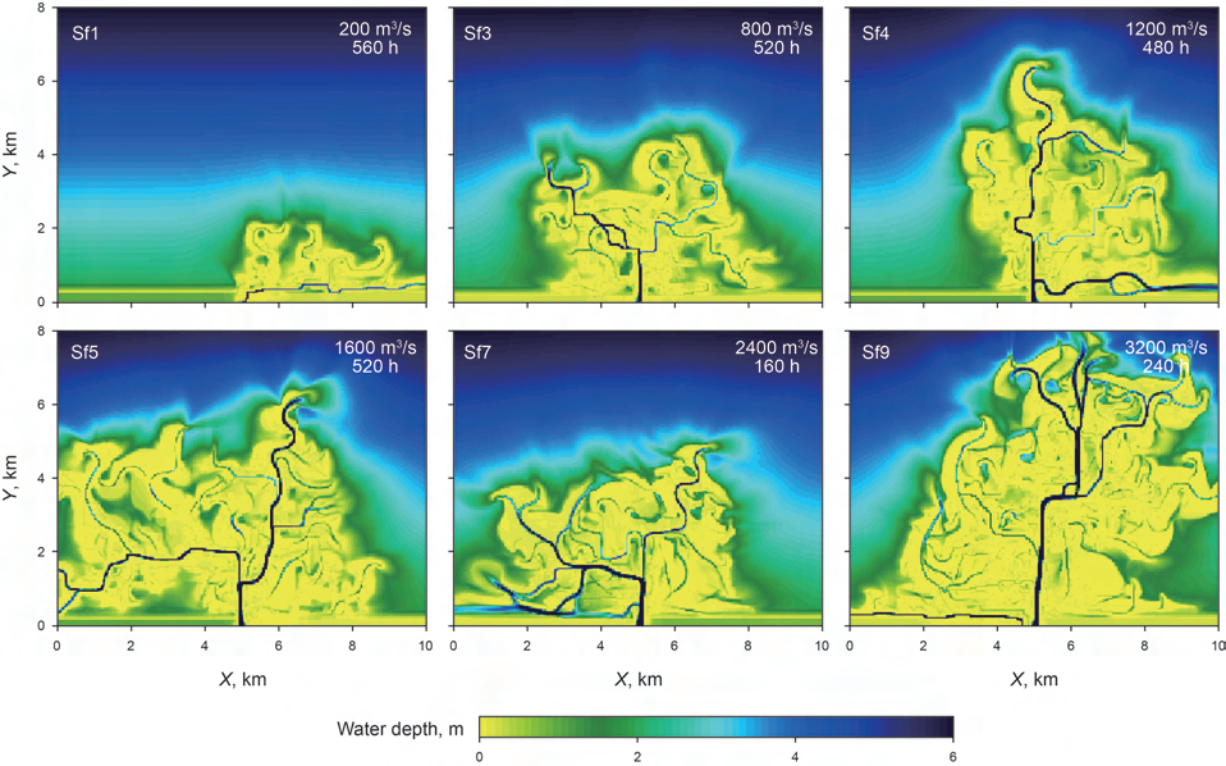 Sf1 200 m³/s
560 h
Sf3 800 m³/s
520 h
Sf4 1200 m³/s
480 h
Y, km
8
6
4
2
0
Sf5 1600 m³/s
520 h
Sf7 2400 m³/s
160 h
Sf9 3200 m³/s
240 h
Y, km
8
6
4
2
0
0 2 4 6 8 10 0 2 4 6 8 10 0 2 4 6 8 10
X, km X, km X, km
Water depth, m
0 2 4 6